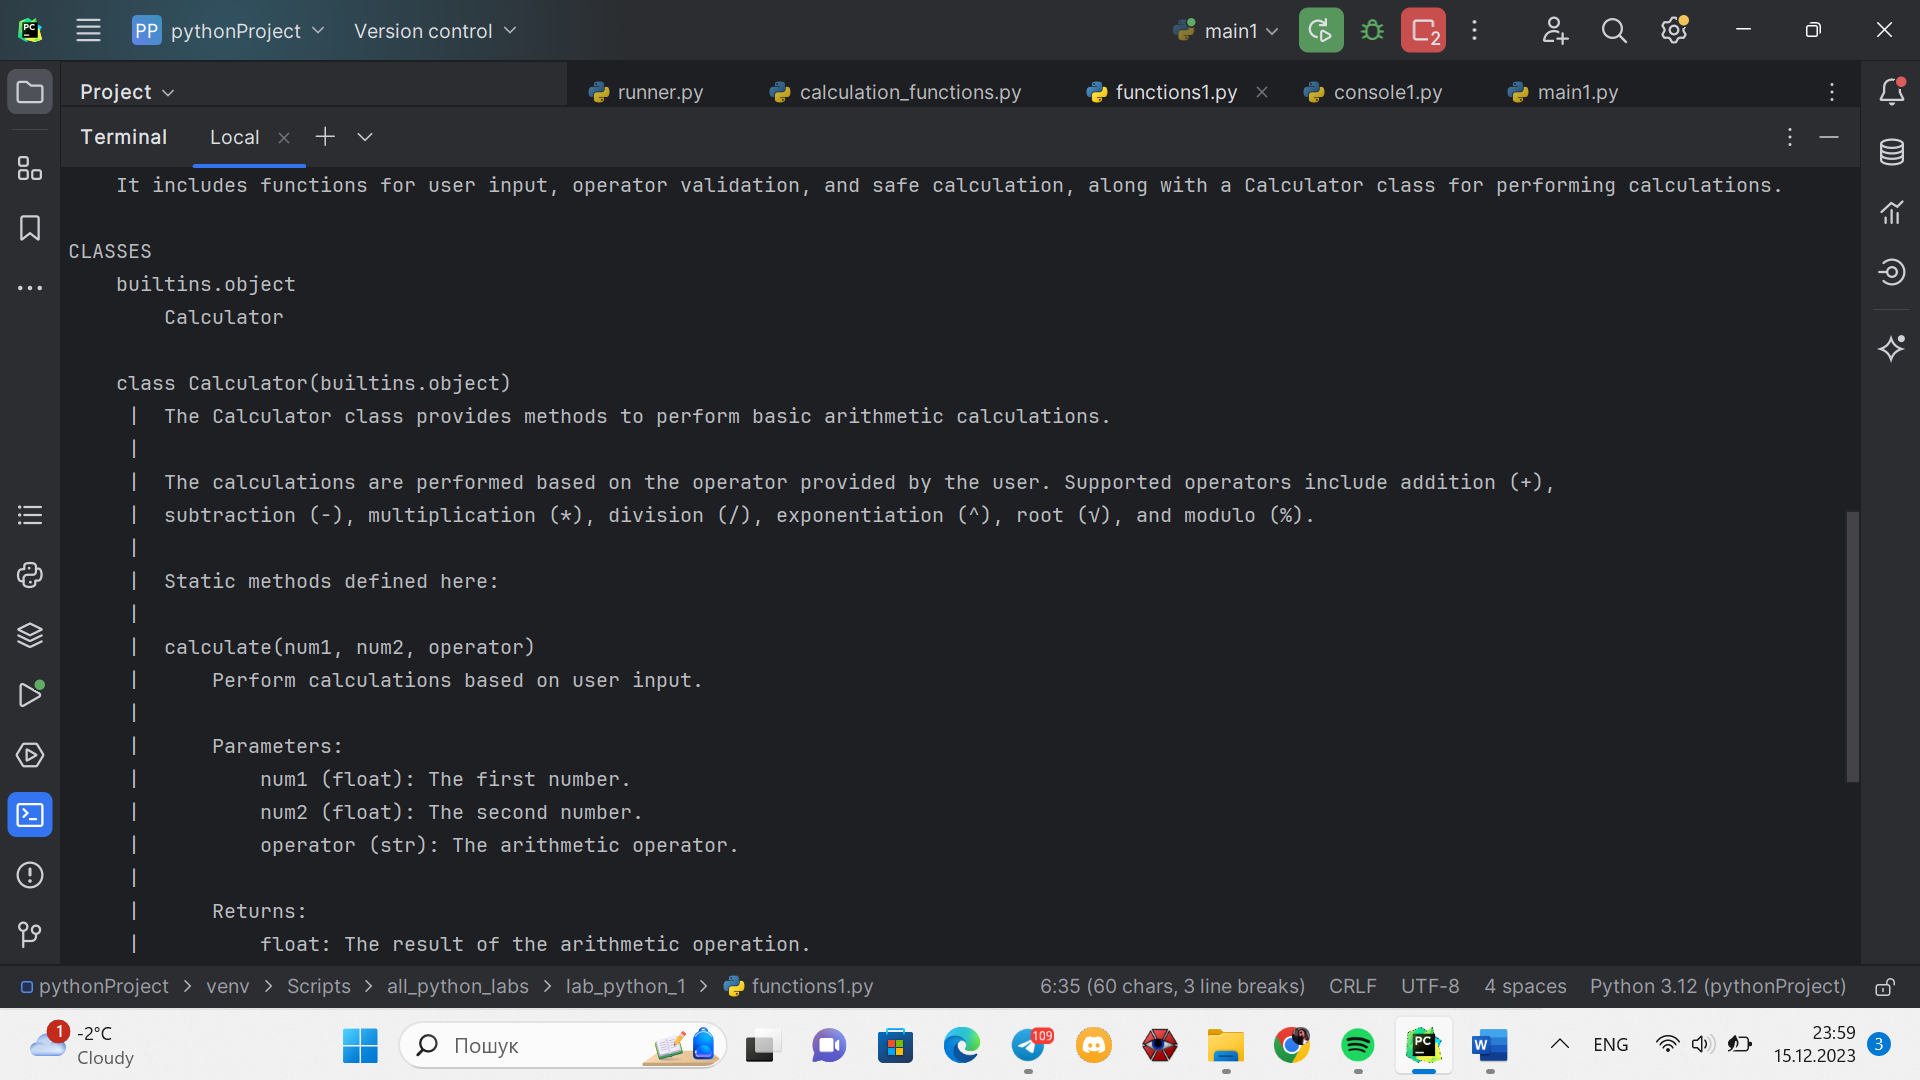 PC
PP pythonProject Version control main1 2
Project runner.py calculation_functions.py functions1.py console1.py main1.py
Terminal Local
It includes functions for user input, operator validation, and safe calculation, along with a Calculator class for performing calculations.
CLASSES
builtins.object
Calculator
class Calculator(builtins.object)
| The Calculator class provides methods to perform basic arithmetic calculations.
|
| The calculations are performed based on the operator provided by the user. Supported operators include addition (+),
| subtraction (-), multiplication (*), division (/), exponentiation (^), root (√), and modulo (%).
|
| Static methods defined here:
|
| calculate(num1, num2, operator)
| Perform calculations based on user input.
|
| Parameters:
| num1 (float): The first number.
| num2 (float): The second number.
| operator (str): The arithmetic operator.
|
| Returns:
| float: The result of the arithmetic operation.
pythonProject > venv > Scripts > all_python_labs > lab_python_1 > functions1.py 6:35 (60 chars, 3 line breaks) CRLF UTF-8 4 spaces Python 3.12 (pythonProject)
1 -2°C
Cloudy
Пошук
109
PC
W
ENG
23:59
15.12.2023
3